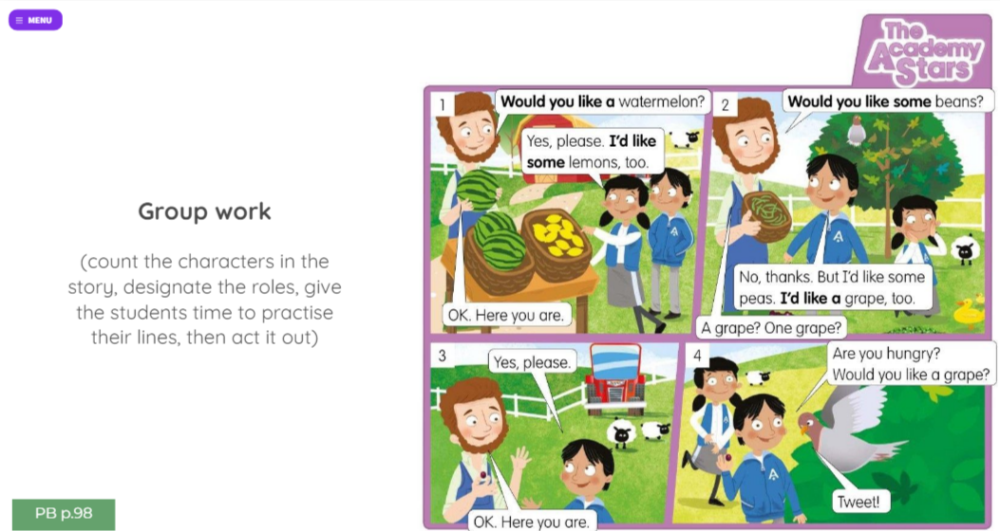 MENU
The
Academy
Stars
Group work
(count the characters in the
story, designate the roles, give
the students time to practise
their lines, then act it out)
PB p.98
1
Would you like a watermelon?
Yes, please. I'd like
some lemons, too.
OK. Here you are.
2
Would you like some beans?
No, thanks. But I'd like some
peas. I'd like a grape, too.
A grape? One grape?
3
Yes, please.
OK. Here you are.
4
Are you hungry?
Would you like a grape?
Tweet!
A
A